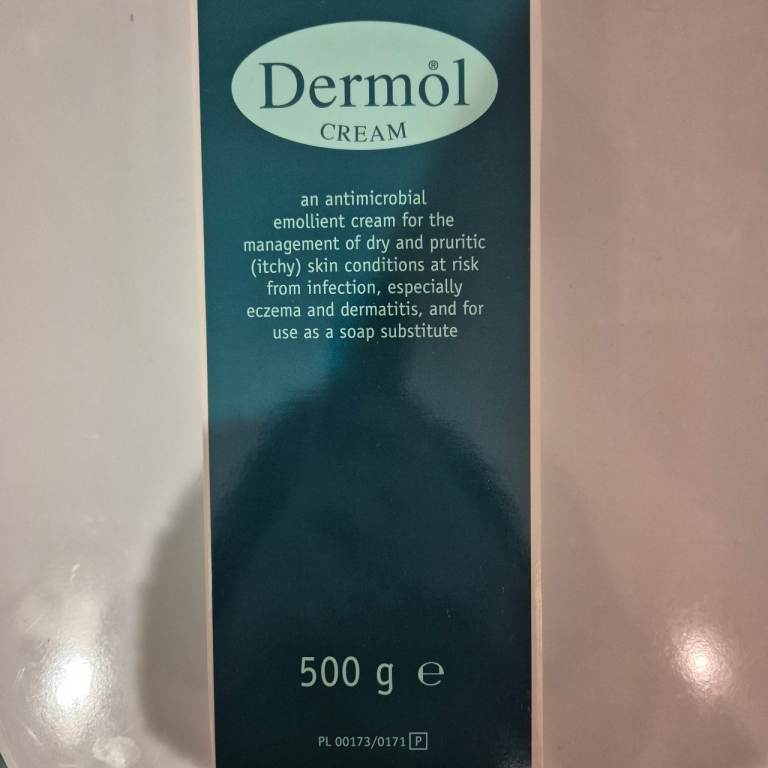 Dermol®
CREAM
an antimicrobial
emollient cream for the
management of dry and pruritic
(itchy) skin conditions at risk
from infection, especially
eczema and dermatitis, and for
use as a soap substitute
500 g ℮
PL 00173/0171 P